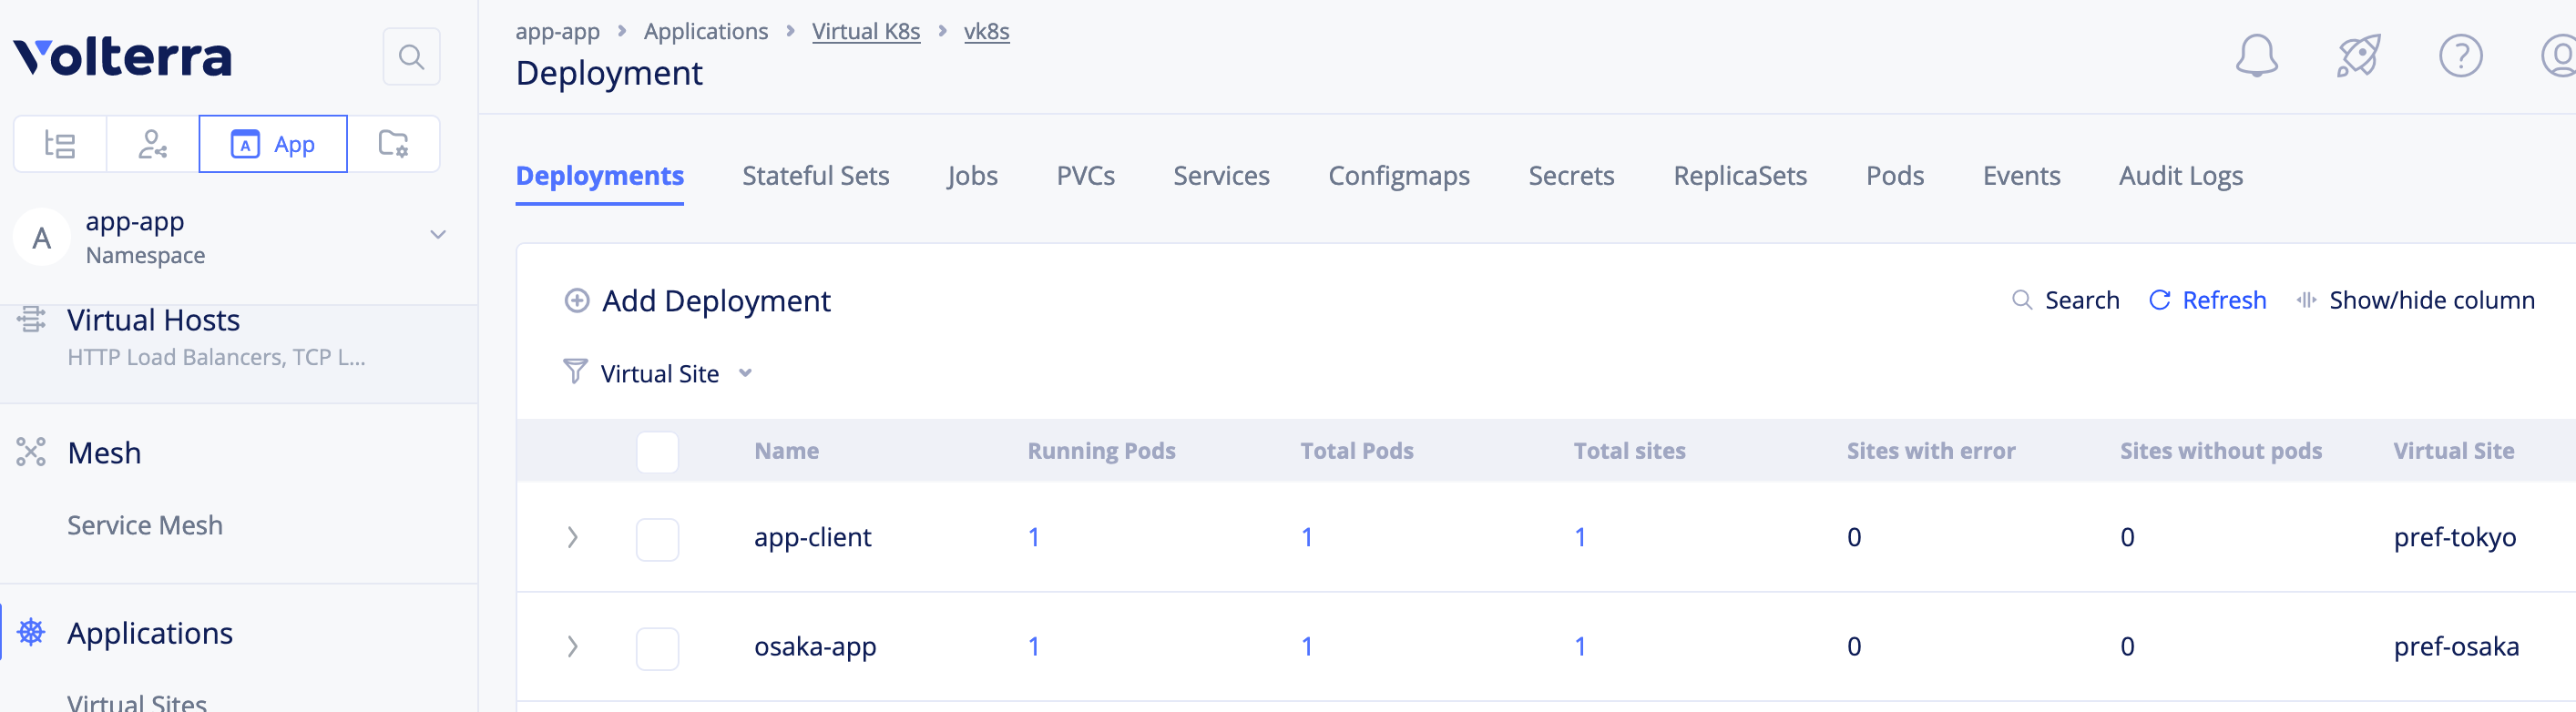 Volterra
App
A
app-app
Namespace
Virtual Hosts
HTTP Load Balancers, TCP L...
Mesh
Service Mesh
Applications
Virtual Sites
app-app > Applications > Virtual K8s > vk8s
Deployment
Deployments Stateful Sets Jobs PVCs Services Configmaps Secrets ReplicaSets Pods Events Audit Logs
Add Deployment
Search Refresh Show/hide column
Virtual Site
Name Running Pods Total Pods Total sites Sites with error Sites without pods Virtual Site
app-client 1 1 1 0 0 pref-tokyo
osaka-app 1 1 1 0 0 pref-osaka